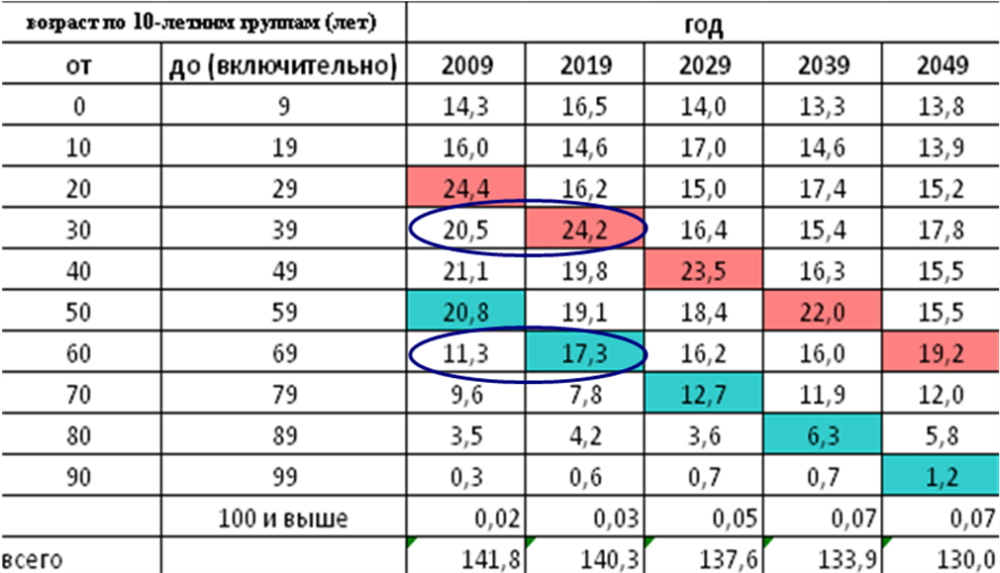 возраст по 10-летним группам (лет) год
от до (включительно) 2009 2019 2029 2039 2049
0 9 14,3 16,5 14,0 13,3 13,8
10 19 16,0 14,6 17,0 14,6 13,9
20 29 24,4 16,2 15,0 17,4 15,2
30 39 20,5 24,2 16,4 15,4 17,8
40 49 21,1 19,8 23,5 16,3 15,5
50 59 20,8 19,1 18,4 22,0 15,5
60 69 11,3 17,3 16,2 16,0 19,2
70 79 9,6 7,8 12,7 11,9 12,0
80 89 3,5 4,2 3,6 6,3 5,8
90 99 0,3 0,6 0,7 0,7 1,2
100 и выше 0,02 0,03 0,05 0,07 0,07
всего 141,8 140,3 137,6 133,9 130,0